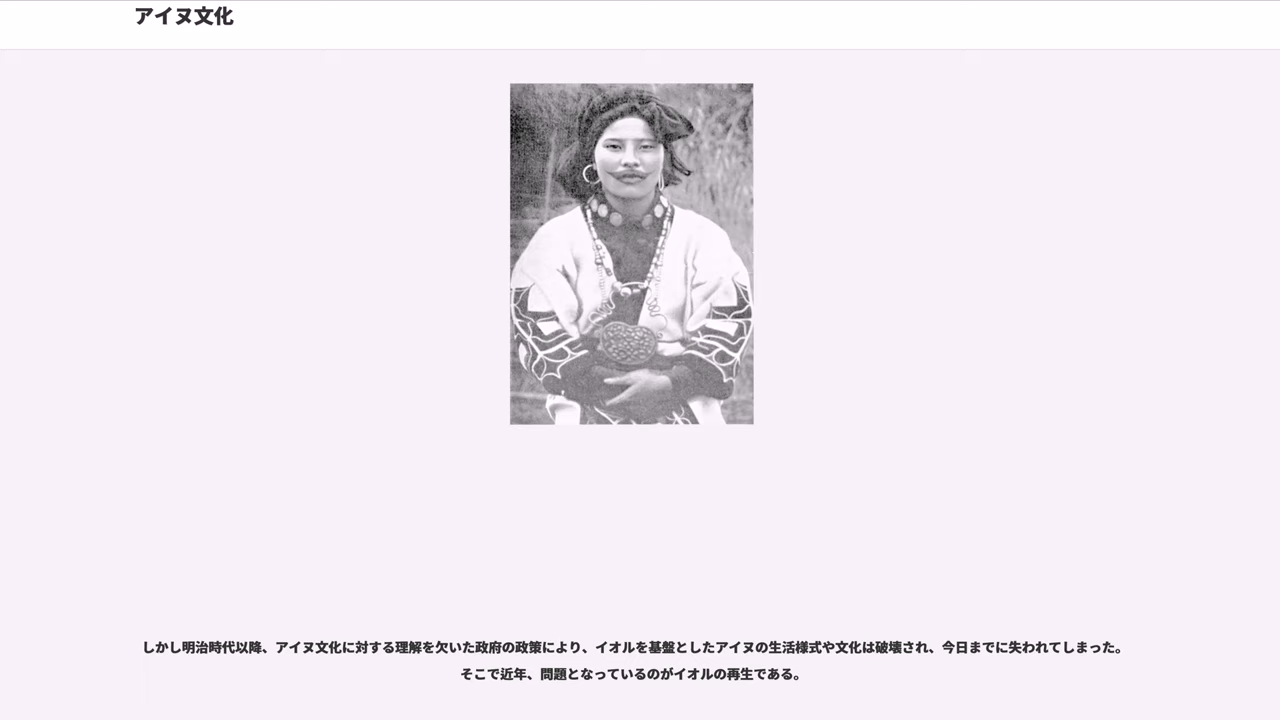 アイヌ文化
しかし明治時代以降、アイヌ文化に対する理解を欠いた政府の政策により、イオルを基盤としたアイヌの生活様式や文化は破壊され、今日までに失われてしまった。
そこで近年、問題となっているのがイオルの再生である。